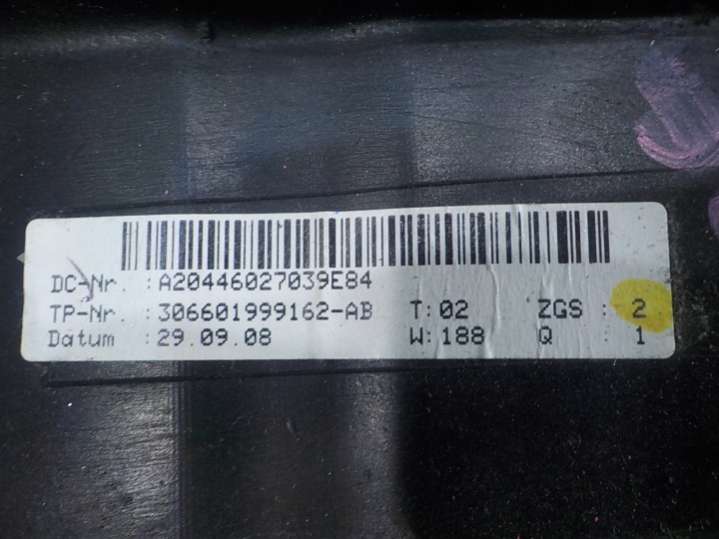 DC-Nr. :A20446027039E84
TP-Nr. :306601999162-AB T:02 ZGS : 2
Datum :29.09.08 W:188 Q : 1